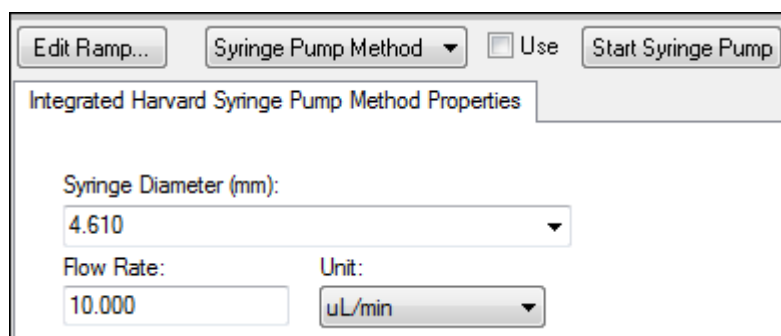 Edit Ramp... Syringe Pump Method Use Start Syringe Pump
Integrated Harvard Syringe Pump Method Properties
Syringe Diameter (mm):
4.610
Flow Rate: Unit:
10.000 uL/min